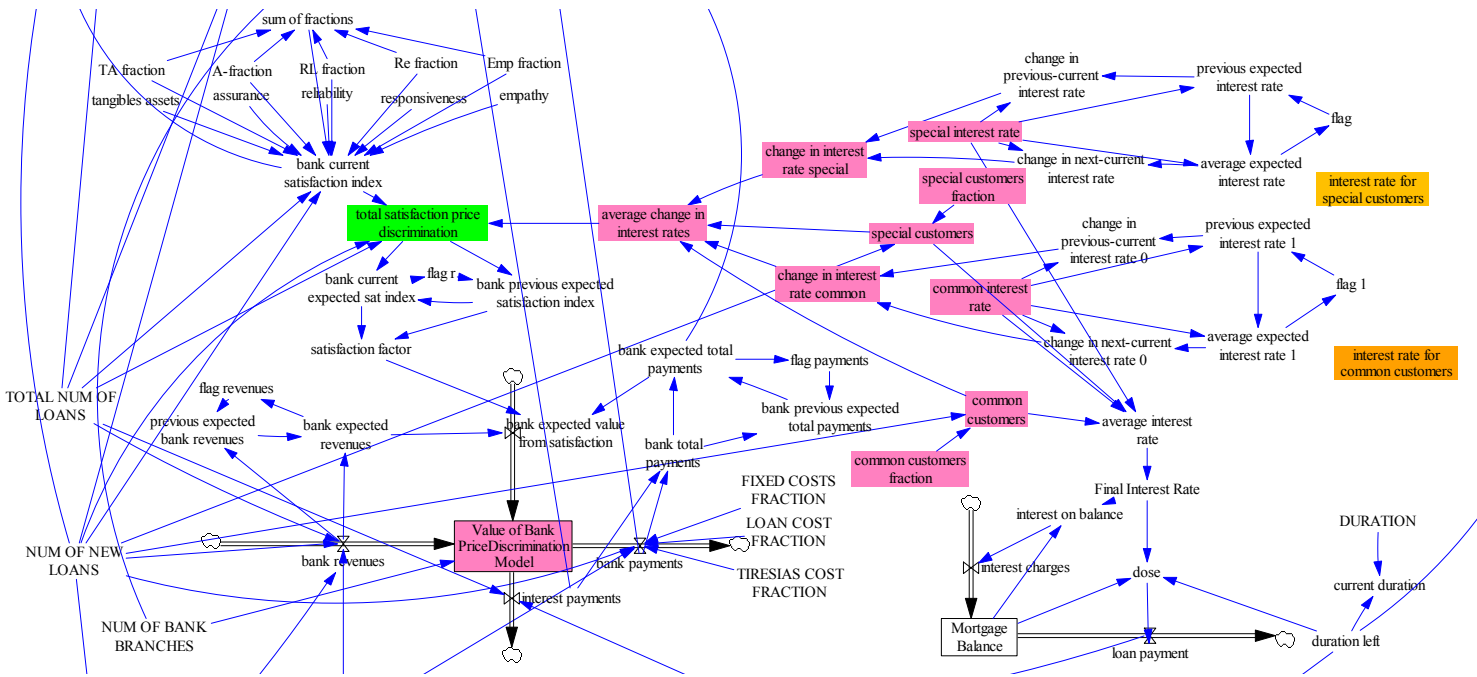 sum of fractions
TA fraction
A-fraction
RL fraction
Re fraction
Emp fraction
tangibles assets
assurance
reliability
responsiveness
empathy
bank current
satisfaction index
total satisfaction price
discrimination
bank current
expected sat index
flag r
bank previous expected
satisfaction index
satisfaction factor
average change in
interest rates
change in interest
rate special
special customers
change in interest
rate common
special interest rate
special customers
fraction
common interest
rate
change in
previous-current
interest rate
previous expected
interest rate
flag
change in next-current
interest rate
average expected
interest rate
interest rate for
special customers
change in
previous-current
interest rate 0
previous expected
interest rate 1
flag 1
change in next-current
interest rate 0
average expected
interest rate 1
interest rate for
common customers
TOTAL NUM OF
LOANS
flag revenues
previous expected
bank revenues
bank expected
revenues
bank expected value
from satisfaction
bank expected total
payments
flag payments
bank previous expected
total payments
bank total
payments
common
customers
common customers
fraction
average interest
rate
Final Interest Rate
interest on balance
interest charges
dose
DURATION
current duration
duration left
Mortgage
Balance
loan payment
FIXED COSTS
FRACTION
LOAN COST
FRACTION
TIRESIAS COST
FRACTION
NUM OF NEW
LOANS
bank revenues
Value of Bank
PriceDiscrimination
Model
bank payments
interest payments
NUM OF BANK
BRANCHES